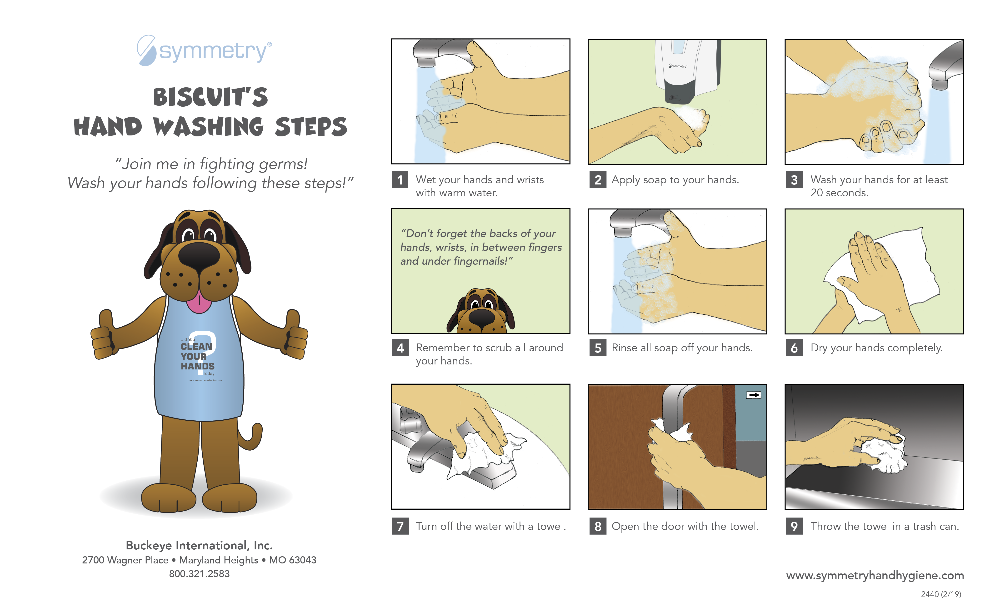 symmetry®
BISCUIT'S
HAND WASHING STEPS
“Join me in fighting germs!
Wash your hands following these steps!”
Did You
CLEAN
YOUR
HANDS
Today
?
www.symmetryhandhygiene.com
Buckeye International, Inc.
2700 Wagner Place • Maryland Heights • MO 63043
800.321.2583
1 Wet your hands and wrists
with warm water.
symmetry®
2 Apply soap to your hands.
3 Wash your hands for at least
20 seconds.
“Don’t forget the backs of your
hands, wrists, in between fingers
and under fingernails!”
4 Remember to scrub all around
your hands.
5 Rinse all soap off your hands.
6 Dry your hands completely.
7 Turn off the water with a towel.
8 Open the door with the towel.
9 Throw the towel in a trash can.
www.symmetryhandhygiene.com
2440 (2/19)